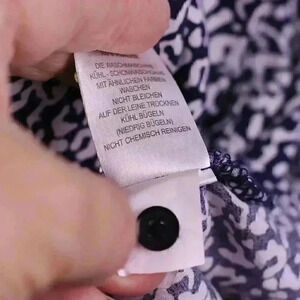 DIE WASCHMASCHINE
KÜHL - SCHONWASCHGANG
MIT ÄHNLICHEN FARBEN
WASCHEN
NICHT BLEICHEN
AUF DER LEINE TROCKNEN
KÜHL BÜGELN
(NIEDRIG BÜGELN)
NICHT CHEMISCH REINIGEN